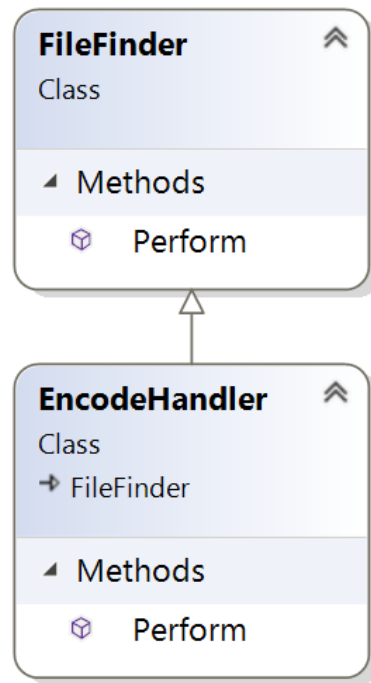 FileFinder
Class
Methods
Perform
EncodeHandler
Class
FileFinder
Methods
Perform